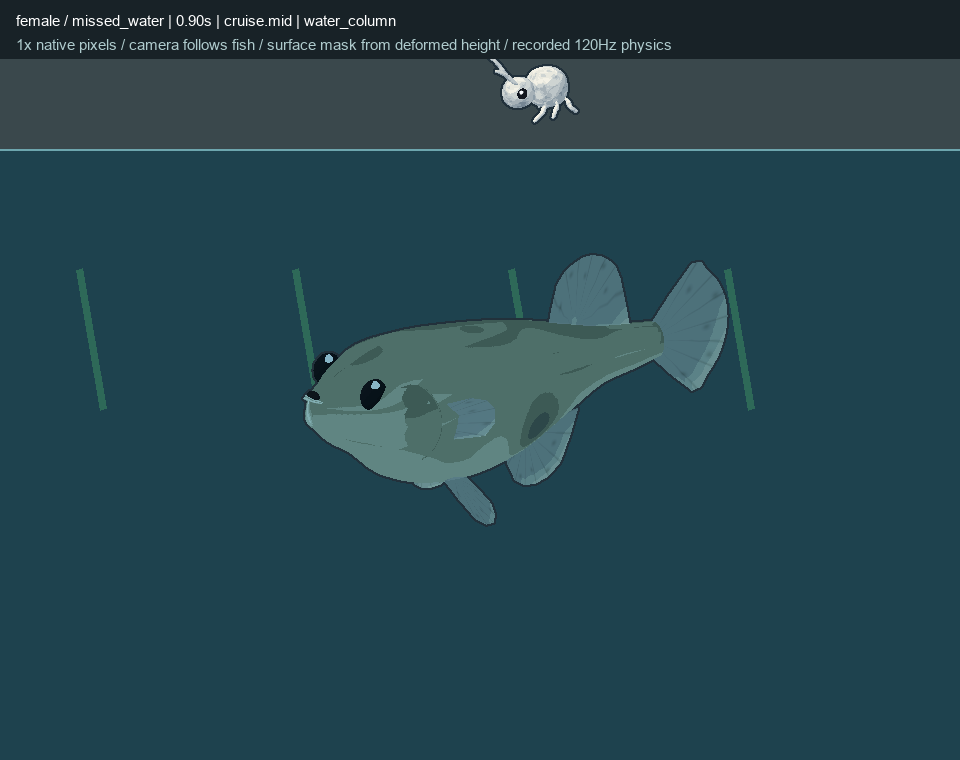 female / missed_water | 0.90s | cruise.mid | water_column
1x native pixels / camera follows fish / surface mask from deformed height / recorded 120Hz physics